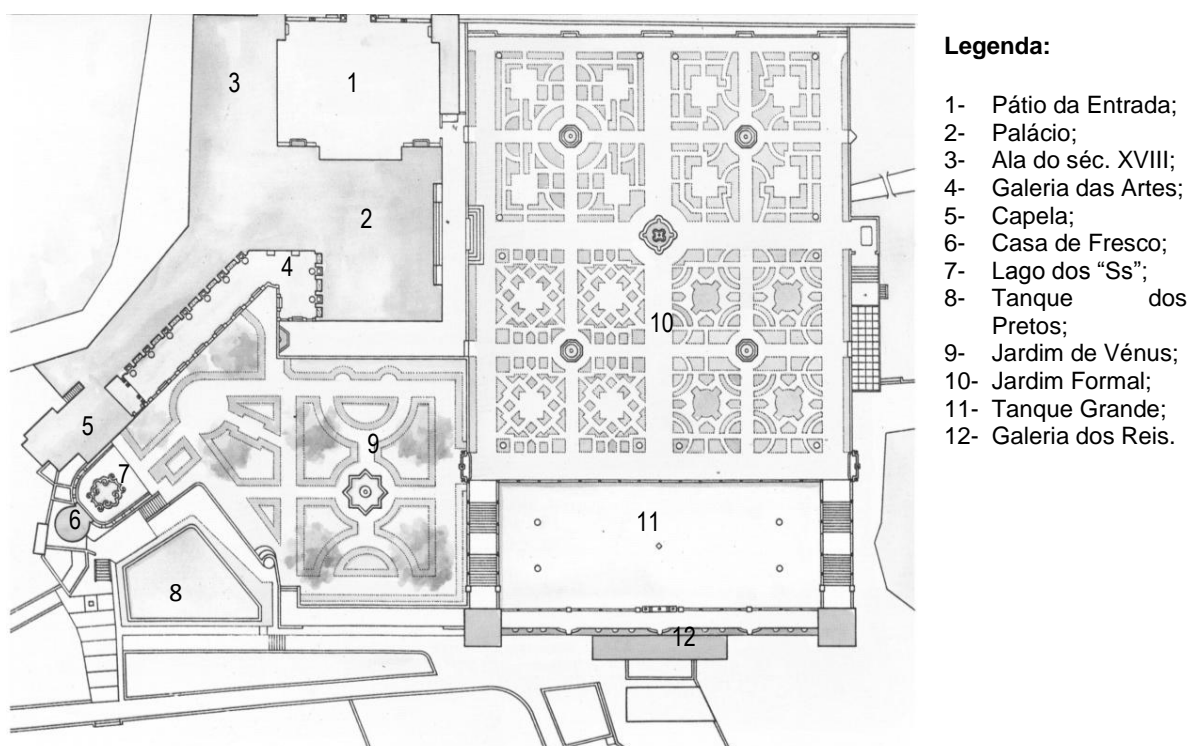 Legenda:
1- Pátio da Entrada;
2- Palácio;
3- Ala do séc. XVIII;
4- Galeria das Artes;
5- Capela;
6- Casa de Fresco;
7- Lago dos “Ss”;
8- Tanque dos
Pretos;
9- Jardim de Vénus;
10- Jardim Formal;
11- Tanque Grande;
12- Galeria dos Reis.
3
1
2
4
10
5
9
7
6
11
8
12